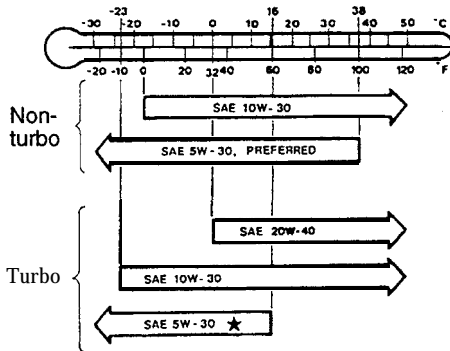 -23 0 16 38
-30 -20 -10 10 20 30 40 50 °C
-20 -10 0 20 32 40 60 80 100 120 °F
Non-
turbo
SAE 10W-30
SAE 5W-30, PREFERRED
Turbo
SAE 20W-40
SAE 10W-30
SAE 5W-30 ★